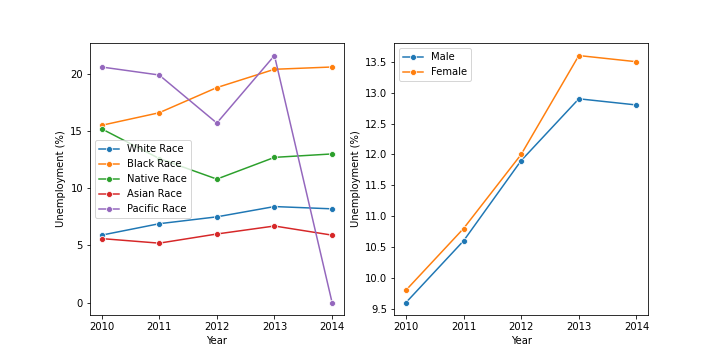 Unemployment (%)
20
15
10
5
0
White Race
Black Race
Native Race
Asian Race
Pacific Race
2010 2011 2012 2013 2014
Year
Unemployment (%)
13.5
13.0
12.5
12.0
11.5
11.0
10.5
10.0
9.5
Male
Female
2010 2011 2012 2013 2014
Year